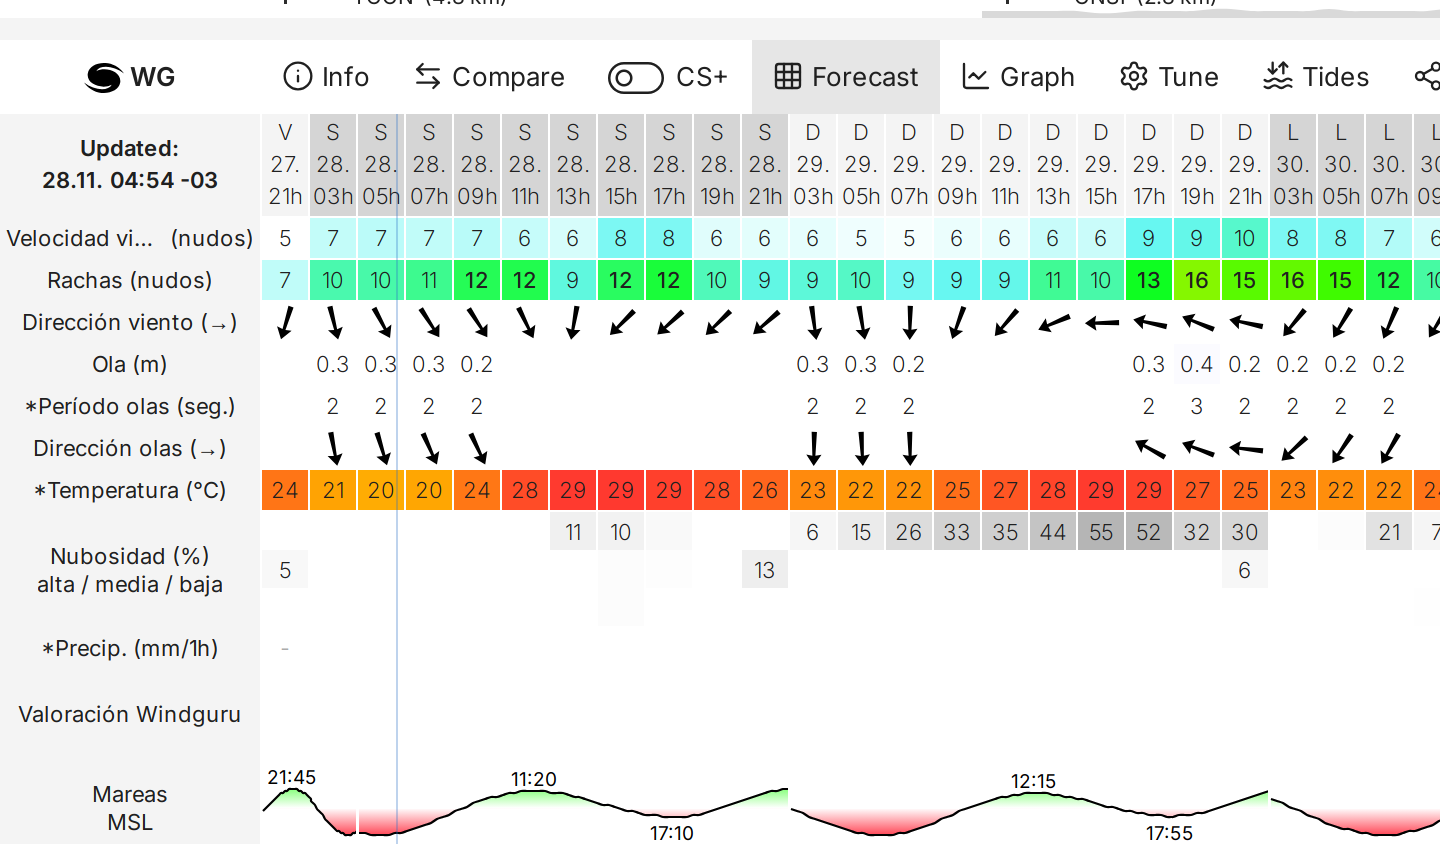 WG Info Compare CS+ Forecast Graph Tune Tides
V S S S S S S S S S S D D D D D D D D D D L L L
Updated: 27. 28. 28. 28. 28. 28. 28. 28. 28. 28. 28. 29. 29. 29. 29. 29. 29. 29. 29. 29. 29. 30. 30. 30.
28.11. 04:54 -03 21h 03h 05h 07h 09h 11h 13h 15h 17h 19h 21h 03h 05h 07h 09h 11h 13h 15h 17h 19h 21h 03h 05h 07h
Velocidad vi... (nudos) 5 7 7 7 7 6 6 8 8 6 6 6 5 5 6 6 6 6 9 9 10 8 8 7 6
Rachas (nudos) 7 10 10 11 12 12 9 12 12 10 9 9 10 9 9 9 11 10 13 16 15 16 15 12
Dirección viento (→)
Ola (m) 0.3 0.3 0.3 0.2 0.3 0.3 0.2 0.3 0.4 0.2 0.2 0.2 0.2
*Período olas (seg.) 2 2 2 2 2 2 2 2 3 2 2 2 2
Dirección olas (→)
*Temperatura (°C) 24 21 20 20 24 28 29 29 29 28 26 23 22 22 25 27 28 29 29 27 25 23 22 22
11 10 6 15 26 33 35 44 55 52 32 30 21 7
Nubosidad (%)
5 13 6
alta / media / baja
*Precip. (mm/1h) -
Valoración Windguru
21:45 11:20 12:15
Mareas
MSL 17:10 17:55